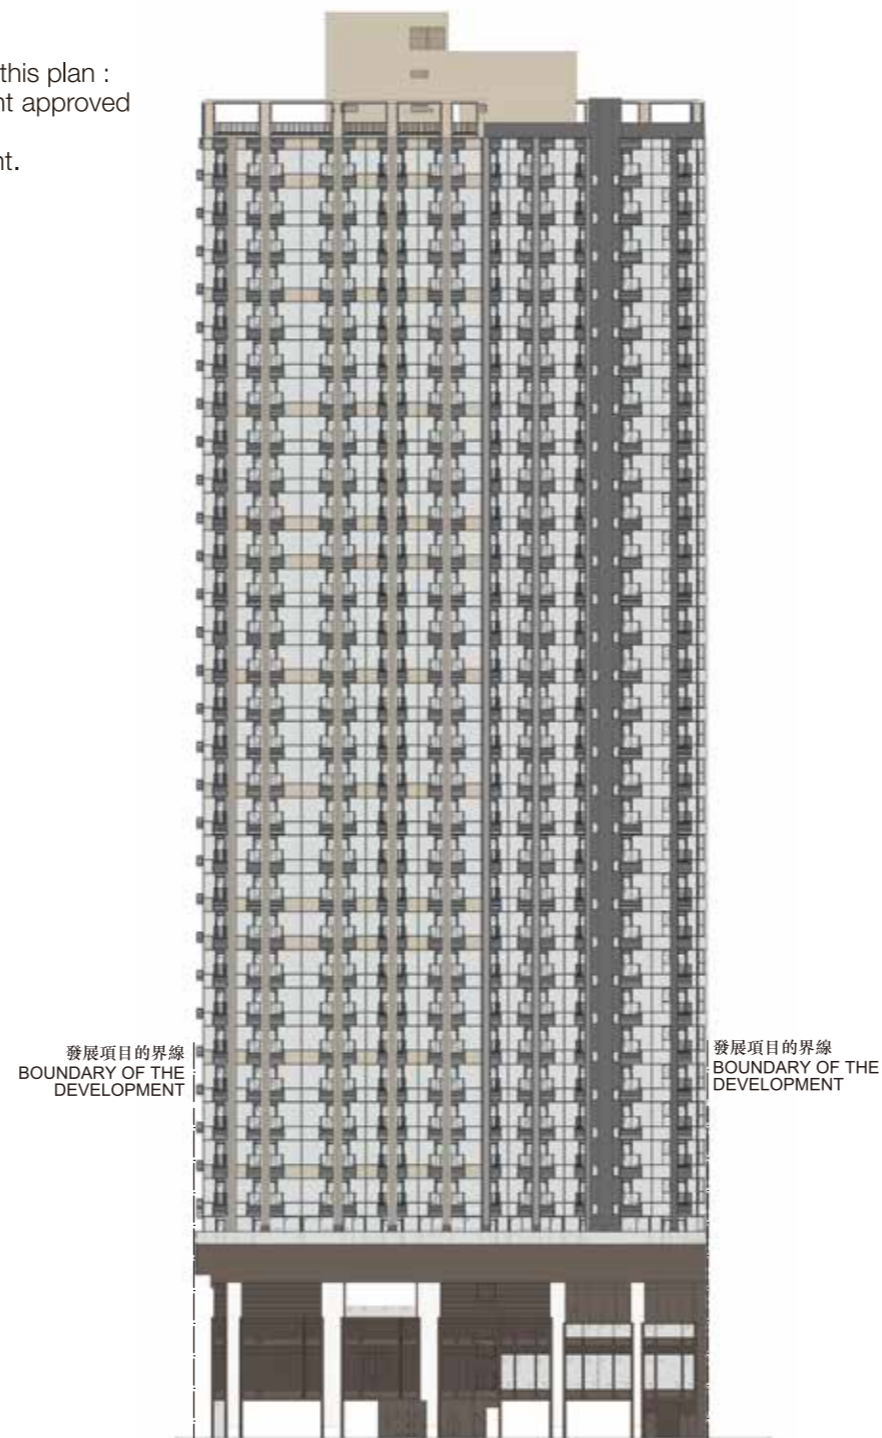 this plan :
nt approved
nt.
發展項目的界線
BOUNDARY OF THE
DEVELOPMENT
發展項目的界線
BOUNDARY OF THE
DEVELOPMENT